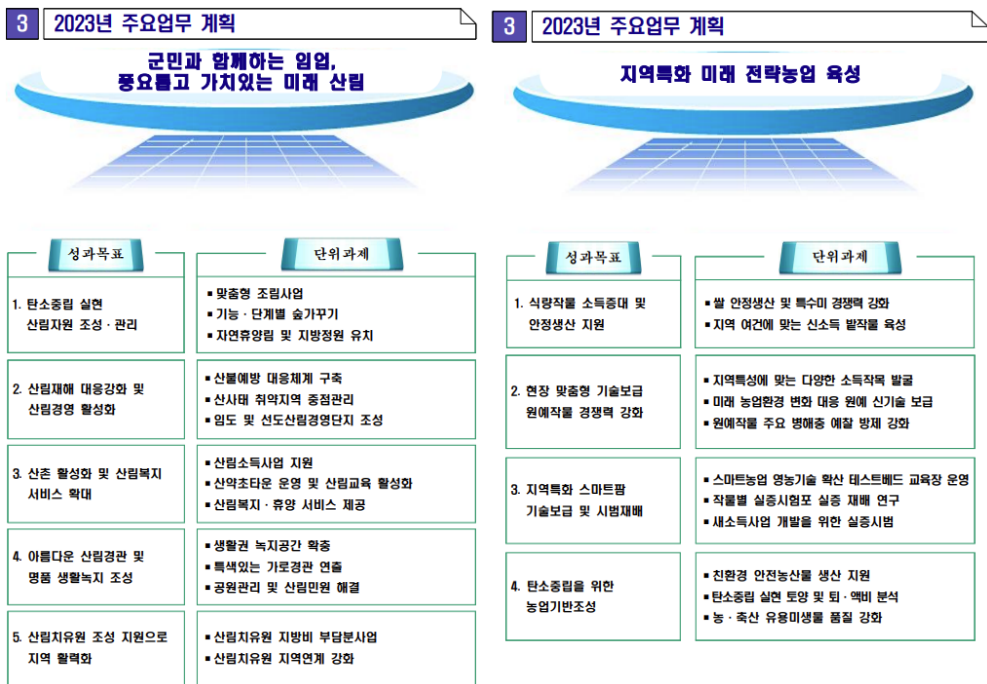 3 2023년 주요업무 계획
군민과 함께하는 임업,
풍요롭고 가치있는 미래 산림
성과목표
단위과제
1. 탄소중립 실현
산림자원 조성 · 관리
▪ 맞춤형 조림사업
▪ 기능 · 단계별 숲가꾸기
▪ 자연휴양림 및 지방정원 유치
2. 산림재해 대응강화 및
산림경영 활성화
▪ 산불예방 대응체계 구축
▪ 산사태 취약지역 중점관리
▪ 임도 및 선도산림경영단지 조성
3. 산촌 활성화 및 산림복지
서비스 확대
▪ 산림소득사업 지원
▪ 산약초타운 운영 및 산림교육 활성화
▪ 산림복지 · 휴양 서비스 제공
4. 아름다운 산림경관 및
명품 생활녹지 조성
▪ 생활권 녹지공간 확충
▪ 특색있는 가로경관 연출
▪ 공원관리 및 산림민원 해결
5. 산림치유원 조성 지원으로
지역 활력화
▪ 산림치유원 지방비 부담분사업
▪ 산림치유원 지역연계 강화
3 2023년 주요업무 계획
지역특화 미래 전략농업 육성
성과목표
단위과제
1. 식량작물 소득증대 및
안정생산 지원
▪ 쌀 안정생산 및 특수미 경쟁력 강화
▪ 지역 여건에 맞는 신소득 밭작물 육성
2. 현장 맞춤형 기술보급
원예작물 경쟁력 강화
▪ 지역특성에 맞는 다양한 소득작목 발굴
▪ 미래 농업환경 변화 대응 원예 신기술 보급
▪ 원예작물 주요 병해충 예찰 방제 강화
3. 지역특화 스마트팜
기술보급 및 시범재배
▪ 스마트농업 영농기술 확산 테스트베드 교육장 운영
▪ 작물별 실증시험포 실증 재배 연구
▪ 새소득사업 개발을 위한 실증시범
4. 탄소중립을 위한
농업기반조성
▪ 친환경 안전농산물 생산 지원
▪ 탄소중립 실현 토양 및 퇴 · 액비 분석
▪ 농 · 축산 유용미생물 품질 강화